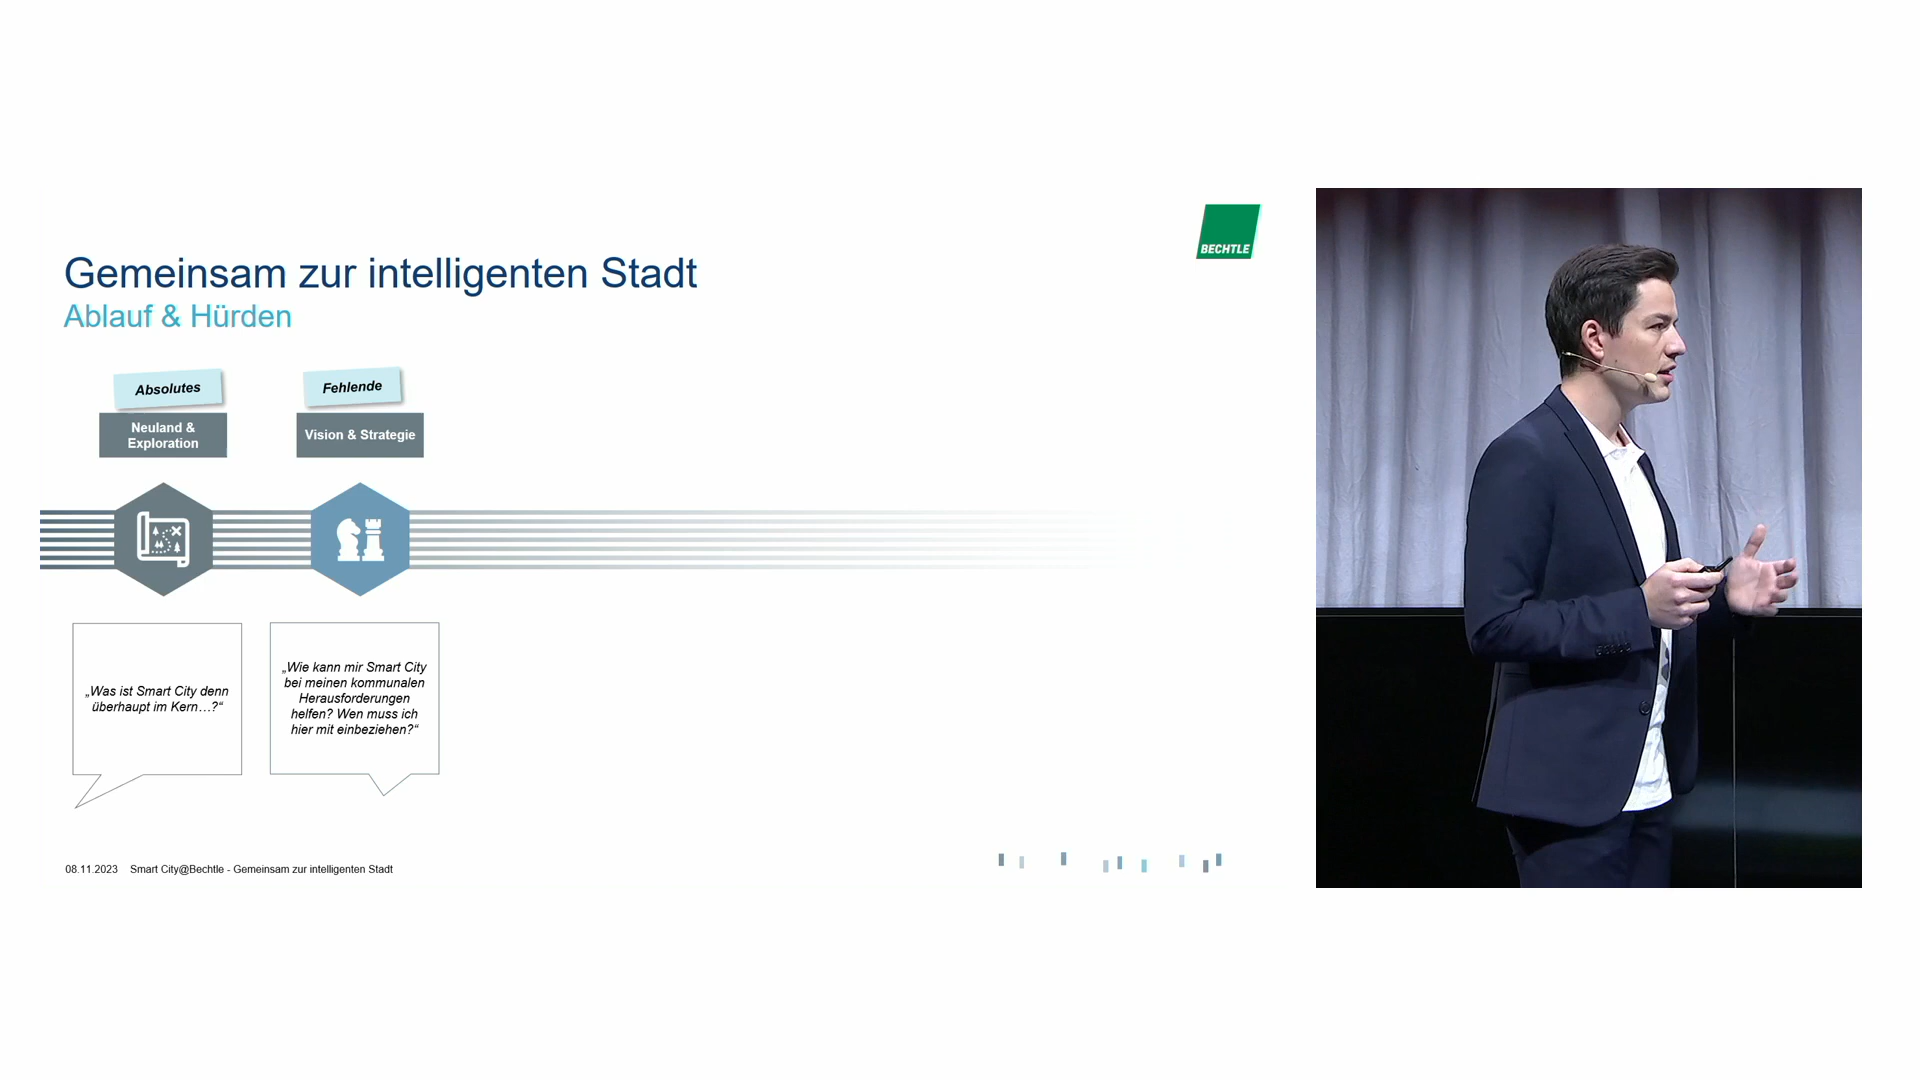 BECHTLE
Gemeinsam zur intelligenten Stadt
Ablauf & Hürden
Absolutes
Neuland &
Exploration
Fehlende
Vision & Strategie
„Was ist Smart City denn
überhaupt im Kern…?“
„Wie kann mir Smart City
bei meinen kommunalen
Herausforderungen
helfen? Wen muss ich
hier mit einbeziehen?“
08.11.2023 Smart City@Bechtle - Gemeinsam zur intelligenten Stadt